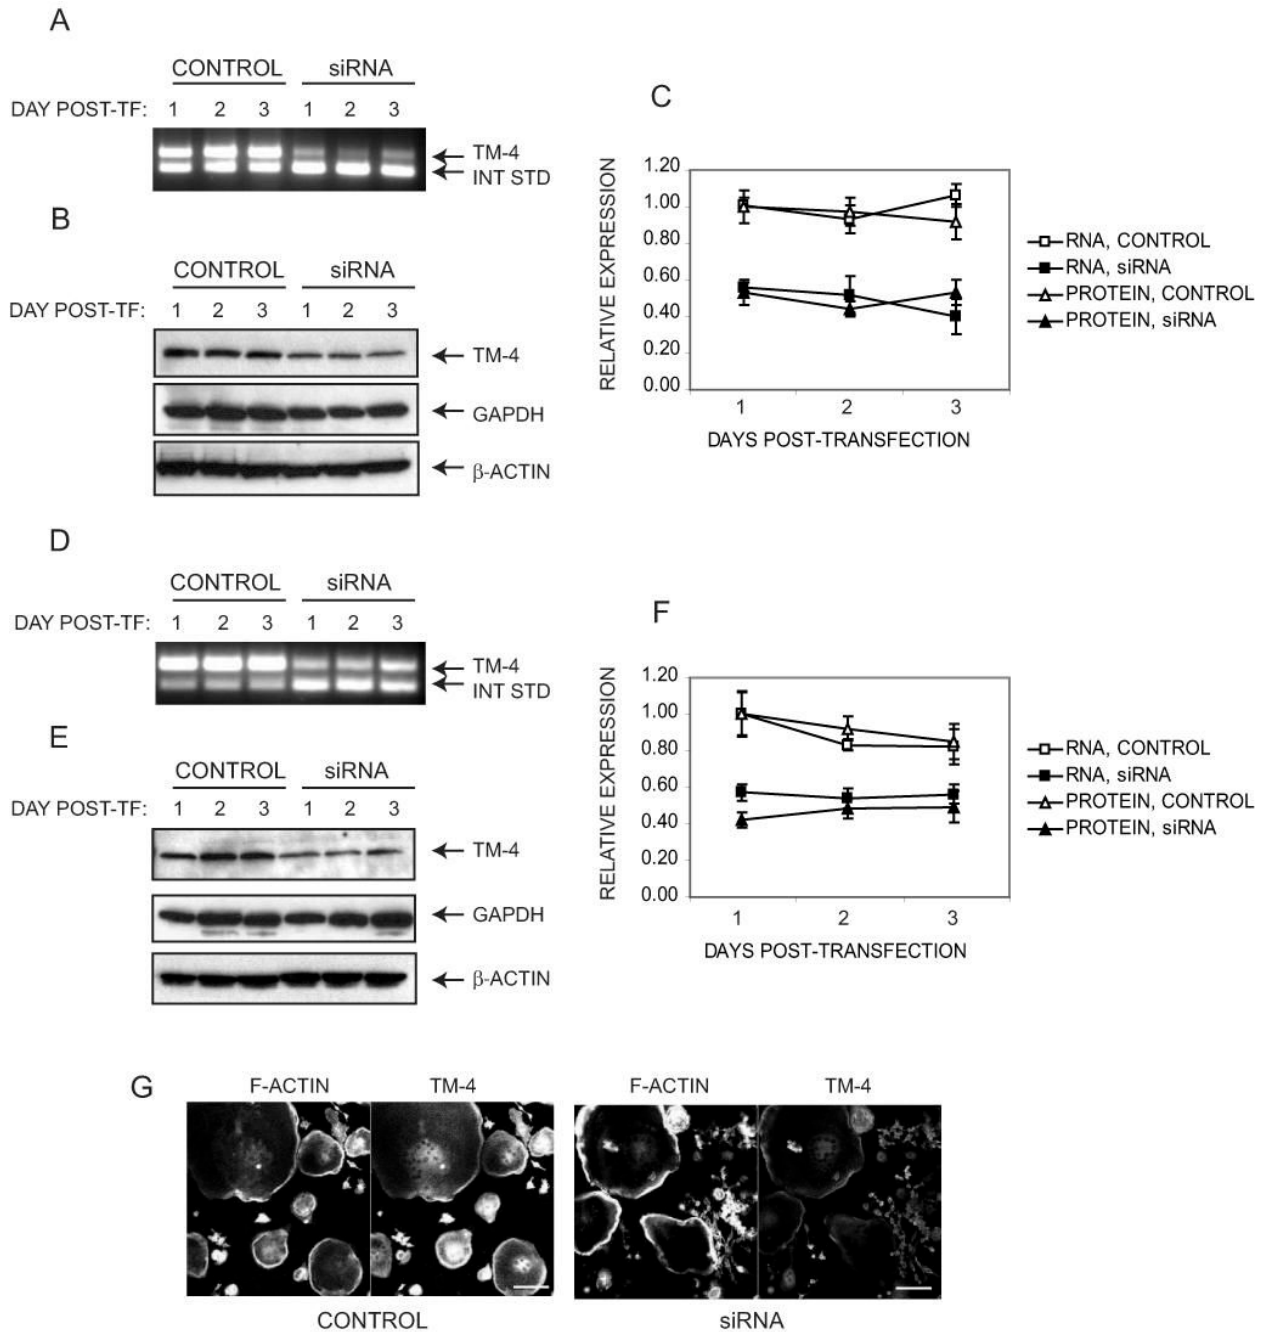 A
CONTROL siRNA
DAY POST-TF: 1 2 3 1 2 3
TM-4
INT STD
B
CONTROL siRNA
DAY POST-TF: 1 2 3 1 2 3
TM-4
GAPDH
β-ACTIN
C
RELATIVE EXPRESSION
1.20
1.00
0.80
0.60
0.40
0.20
0.00
1 2 3
DAYS POST-TRANSFECTION
RNA, CONTROL
RNA, siRNA
PROTEIN, CONTROL
PROTEIN, siRNA
D
CONTROL siRNA
DAY POST-TF: 1 2 3 1 2 3
TM-4
INT STD
E
CONTROL siRNA
DAY POST-TF: 1 2 3 1 2 3
TM-4
GAPDH
β-ACTIN
F
RELATIVE EXPRESSION
1.20
1.00
0.80
0.60
0.40
0.20
0.00
1 2 3
DAYS POST-TRANSFECTION
RNA, CONTROL
RNA, siRNA
PROTEIN, CONTROL
PROTEIN, siRNA
G
F-ACTIN TM-4 F-ACTIN TM-4
CONTROL siRNA